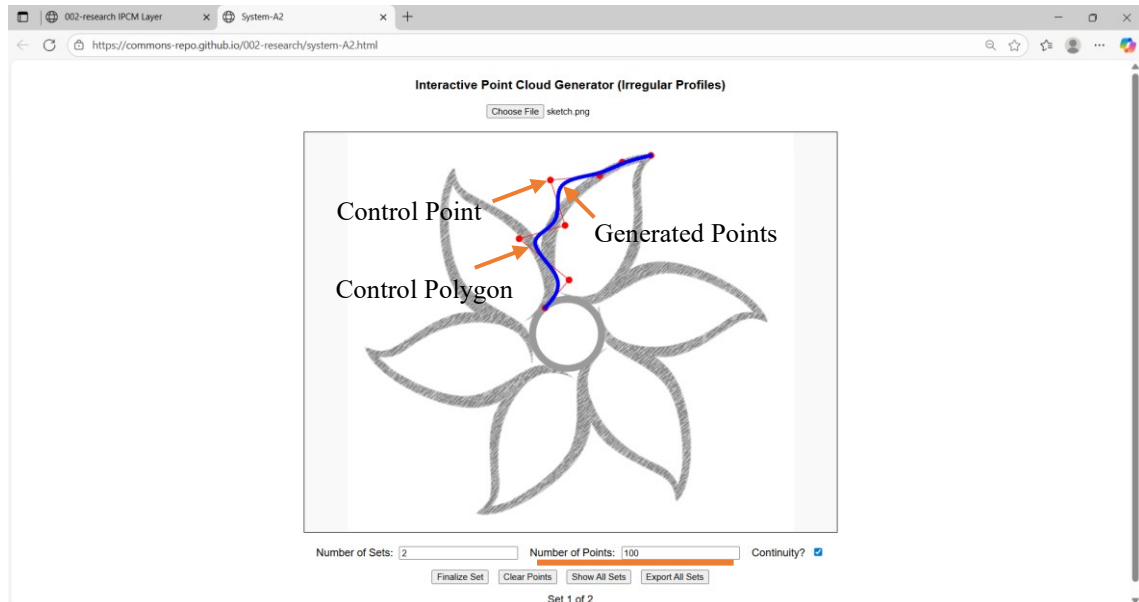 002-research IPCM Layer
System-A2
https://commons-repo.github.io/002-research/system-A2.html
Interactive Point Cloud Generator (Irregular Profiles)
Choose File sketch.png
Control Point
Generated Points
Control Polygon
Number of Sets: 2 Number of Points: 100 Continuity?
Finalize Set Clear Points Show All Sets Export All Sets
Set 1 of 2